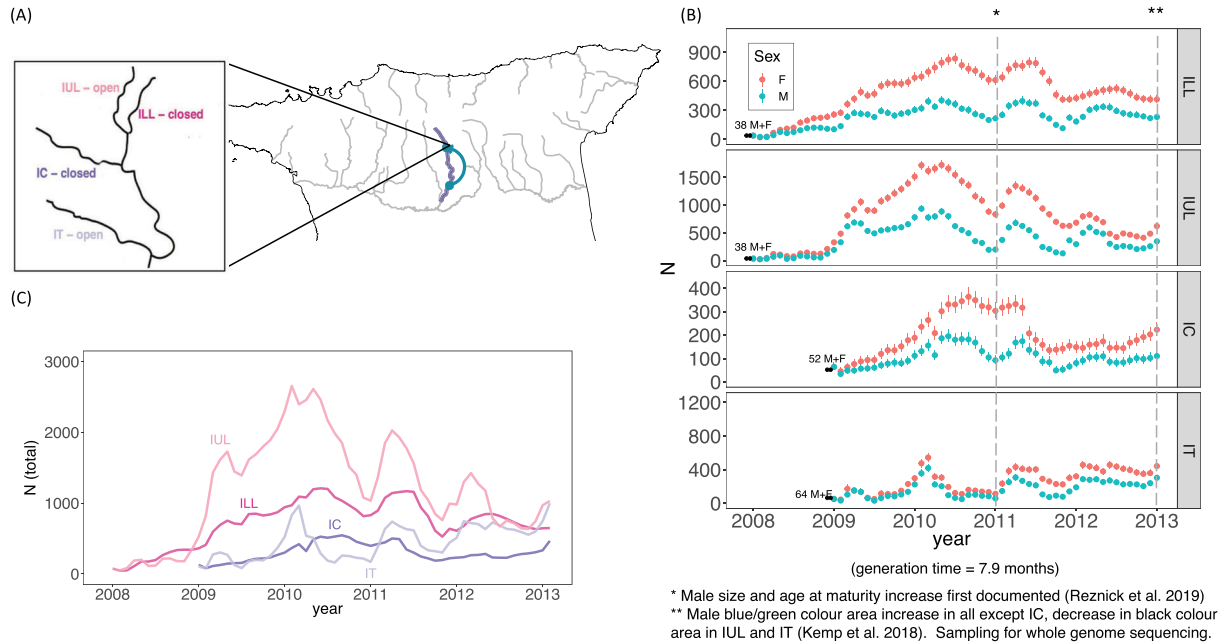 (A)
IUL – open
ILL – closed
IC – closed
IT – open
(B)
*
**
Sex
F
M
900
600
300
0
38 M+F
ILL
1500
1000
500
0
38 M+F
IUL
400
300
200
100
0
52 M+F
IC
1200
800
400
0
64 M+F
IT
N
2008
2009
2010
2011
2012
2013
year
(generation time = 7.9 months)
* Male size and age at maturity increase first documented (Reznick et al. 2019)
** Male blue/green colour area increase in all except IC, decrease in black colour
area in IUL and IT (Kemp et al. 2018).  Sampling for whole genome sequencing.
(C)
N (total)
3000
2000
1000
0
IUL
ILL
IC
IT
2008
2009
2010
2011
2012
2013
year